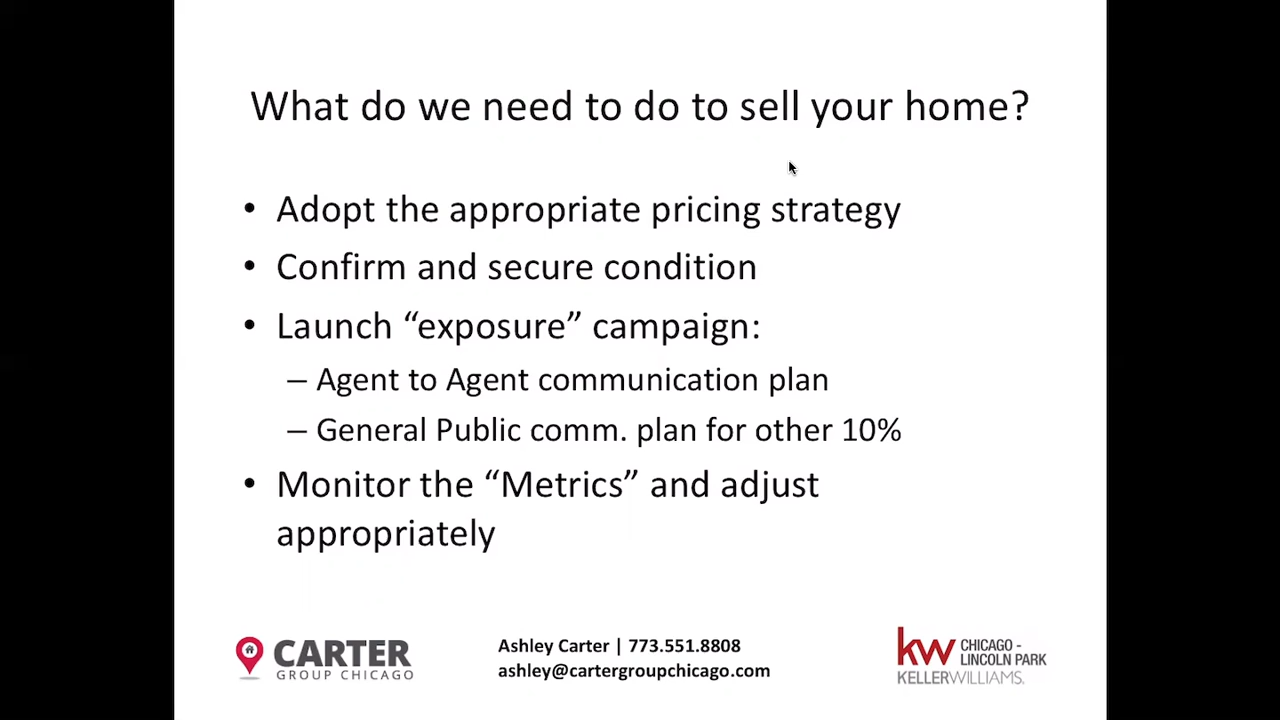 What do we need to do to sell your home?
• Adopt the appropriate pricing strategy
• Confirm and secure condition
• Launch “exposure” campaign:
– Agent to Agent communication plan
– General Public comm. plan for other 10%
• Monitor the “Metrics” and adjust
appropriately
CARTER
GROUP CHICAGO
Ashley Carter | 773.551.8808
ashley@cartergroupchicago.com
kw CHICAGO -
LINCOLN PARK
KELLERWILLIAMS.